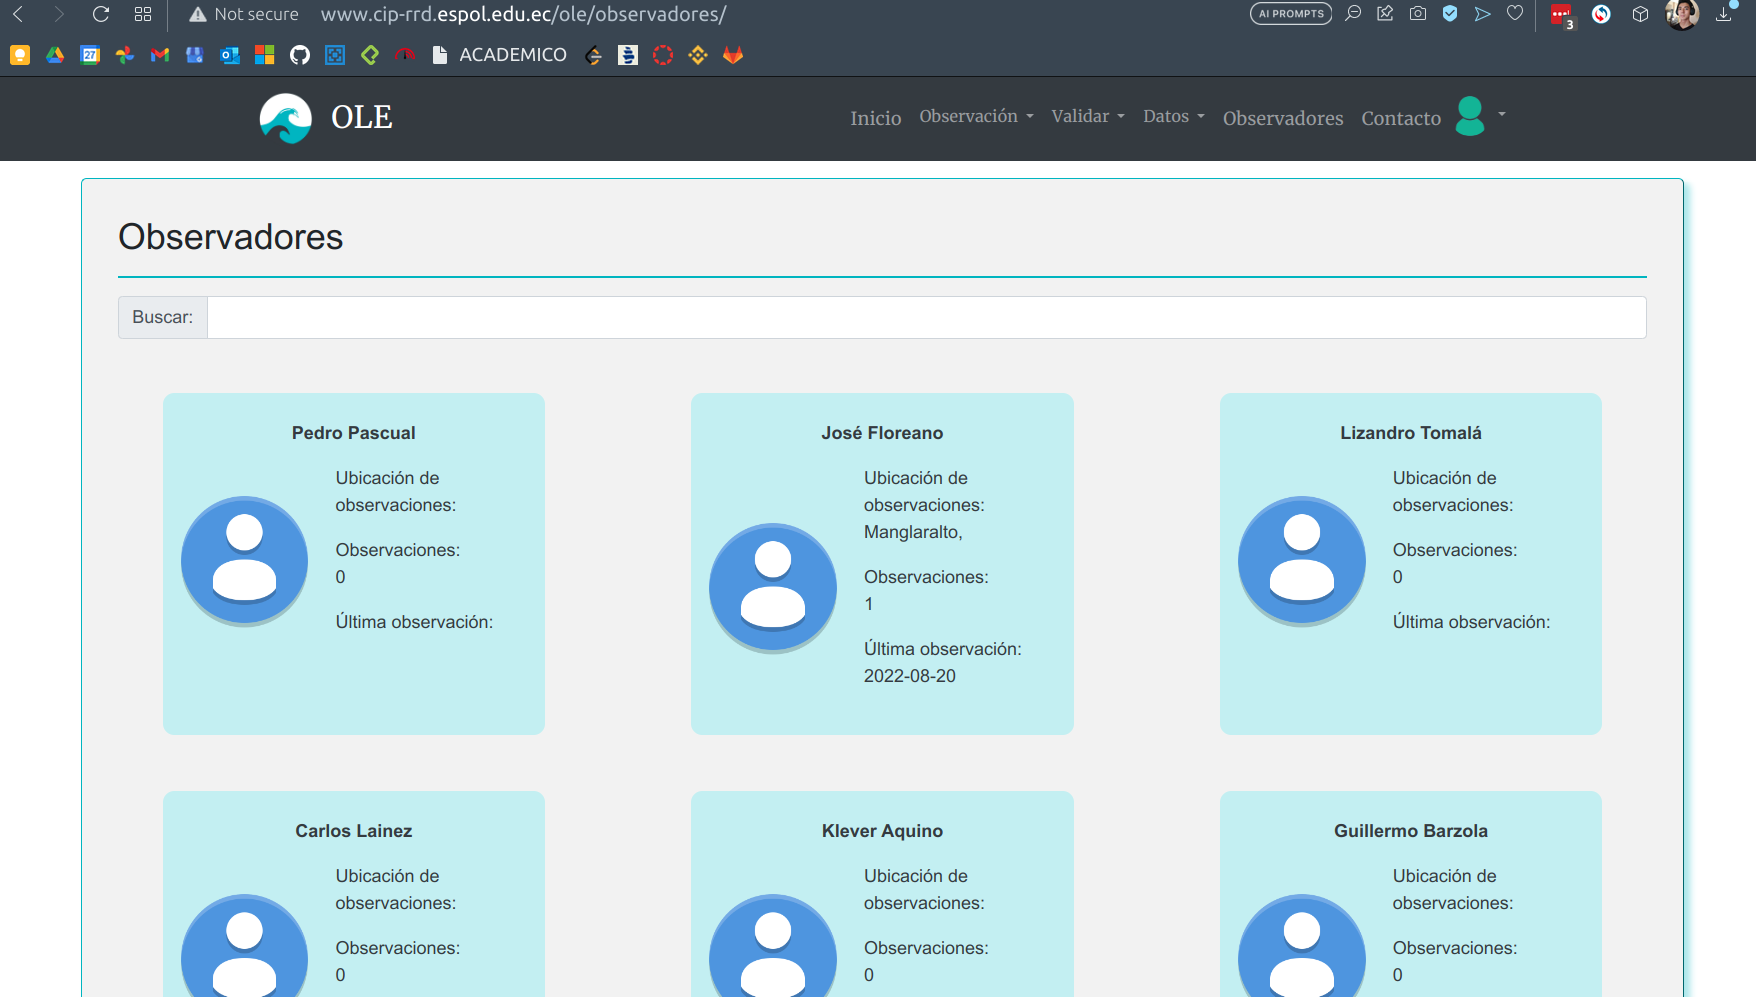 Not secure
www.cip-rrd.espol.edu.ec/ole/observadores/
AI PROMPTS
3
27
ACADEMICO
OLE
Inicio
Observación
Validar
Datos
Observadores
Contacto
Observadores
Buscar:
Pedro Pascual
Ubicación de
observaciones:
Observaciones:
0
Última observación:
José Floreano
Ubicación de
observaciones:
Manglaralto,
Observaciones:
1
Última observación:
2022-08-20
Lizandro Tomalá
Ubicación de
observaciones:
Observaciones:
0
Última observación:
Carlos Lainez
Ubicación de
observaciones:
Observaciones:
0
Klever Aquino
Ubicación de
observaciones:
Observaciones:
0
Guillermo Barzola
Ubicación de
observaciones:
Observaciones:
0